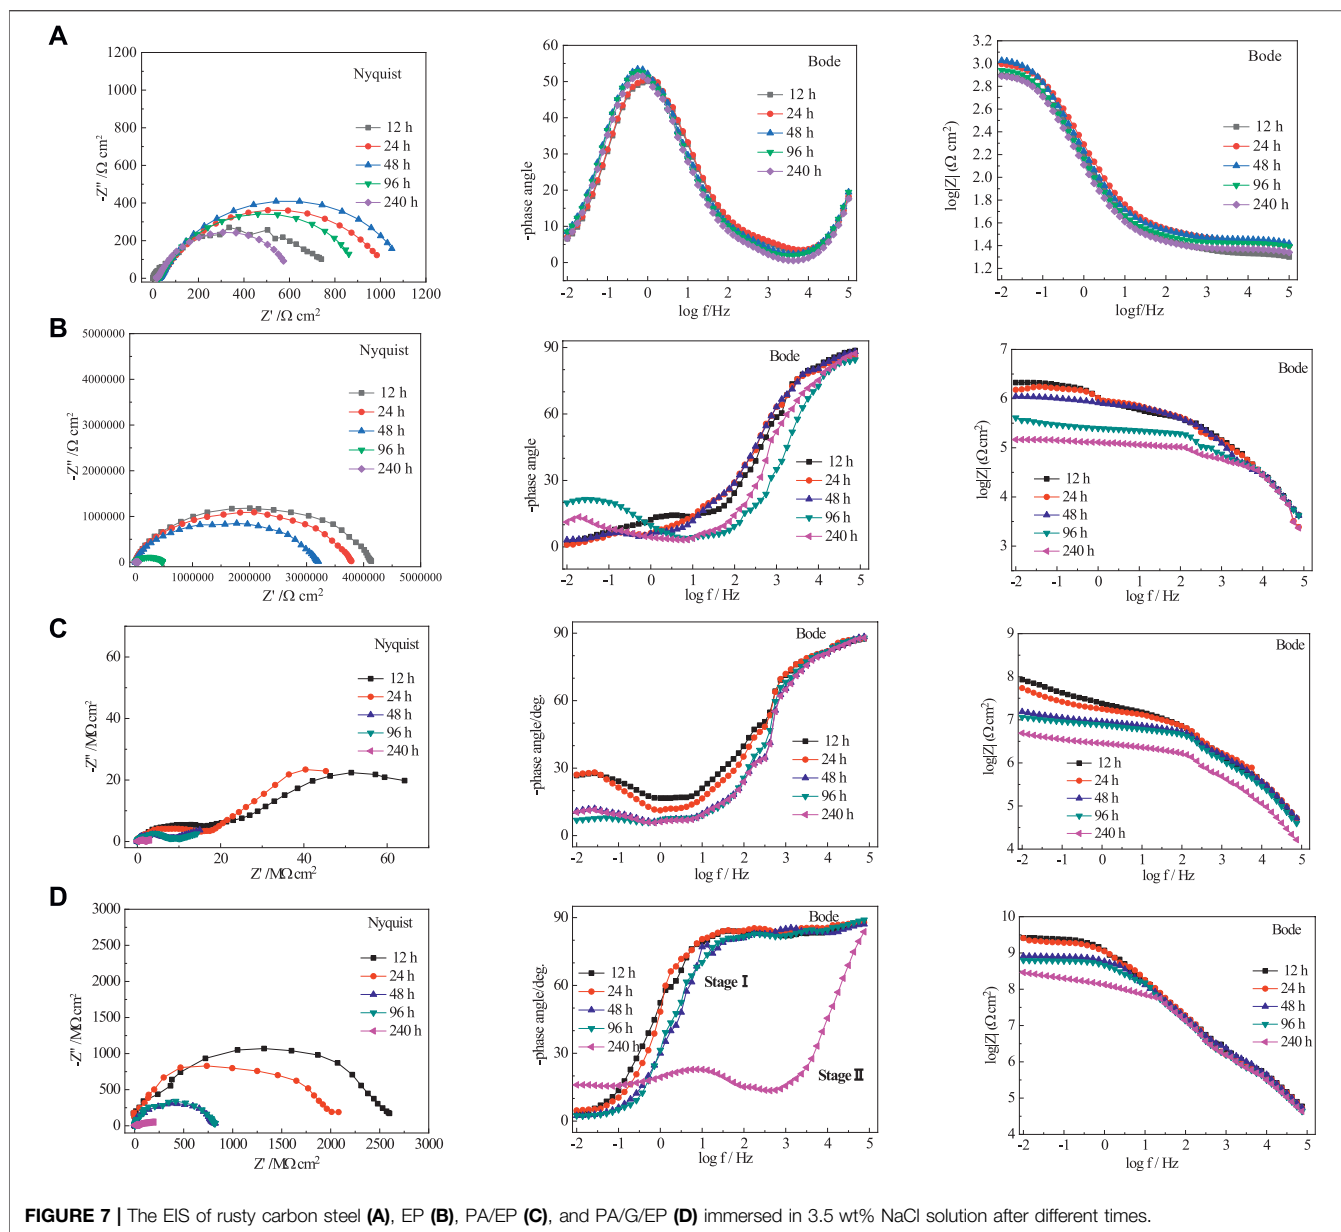 A
Nyquist
12 h
24 h
48 h
96 h
240 h
-Z'' /Ω cm²
1200
1000
800
600
400
200
0
0 200 400 600 800 1000 1200
Z' /Ω cm²
Bode
12 h
24 h
48 h
96 h
240 h
-phase angle
60
50
40
30
20
10
0
-2 -1 0 1 2 3 4 5
log f/Hz
Bode
12 h
24 h
48 h
96 h
240 h
log|Z| (Ω cm²)
3.2
3.0
2.8
2.6
2.4
2.2
2.0
1.8
1.6
1.4
1.2
-2 -1 0 1 2 3 4 5
logf/Hz
B
Nyquist
12 h
24 h
48 h
96 h
240 h
-Z'' /Ω cm²
5000000
4000000
3000000
2000000
1000000
0
0 1000000 2000000 3000000 4000000 5000000
Z' /Ω cm²
Bode
12 h
24 h
48 h
96 h
240 h
-phase angle
90
60
30
0
-2 -1 0 1 2 3 4 5
log f / Hz
Bode
12 h
24 h
48 h
96 h
240 h
log|Z| (Ω cm²)
7
6
5
4
3
-2 -1 0 1 2 3 4 5
log f / Hz
C
Nyquist
12 h
24 h
48 h
96 h
240 h
-Z'' /MΩ cm²
60
40
20
0
0 20 40 60
Z' /MΩ cm²
Bode
12 h
24 h
48 h
96 h
240 h
-phase angle/deg.
90
60
30
0
-2 -1 0 1 2 3 4 5
log f / Hz
Bode
12 h
24 h
48 h
96 h
240 h
log|Z| (Ω cm²)
9
8
7
6
5
4
-2 -1 0 1 2 3 4 5
log f / Hz
D
Nyquist
12 h
24 h
48 h
96 h
240 h
-Z'' /MΩ cm²
3000
2500
2000
1500
1000
500
0
0 500 1000 1500 2000 2500 3000
Z' /MΩ cm²
Bode
12 h
24 h
48 h
96 h
240 h
Stage I
Stage II
-phase angle/deg.
90
60
30
0
-2 -1 0 1 2 3 4 5
log f / Hz
Bode
12 h
24 h
48 h
96 h
240 h
log|Z| (Ω cm²)
10
9
8
7
6
5
4
-2 -1 0 1 2 3 4 5
log f / Hz
FIGURE 7 | The EIS of rusty carbon steel (A), EP (B), PA/EP (C), and PA/G/EP (D) immersed in 3.5 wt% NaCl solution after different times.